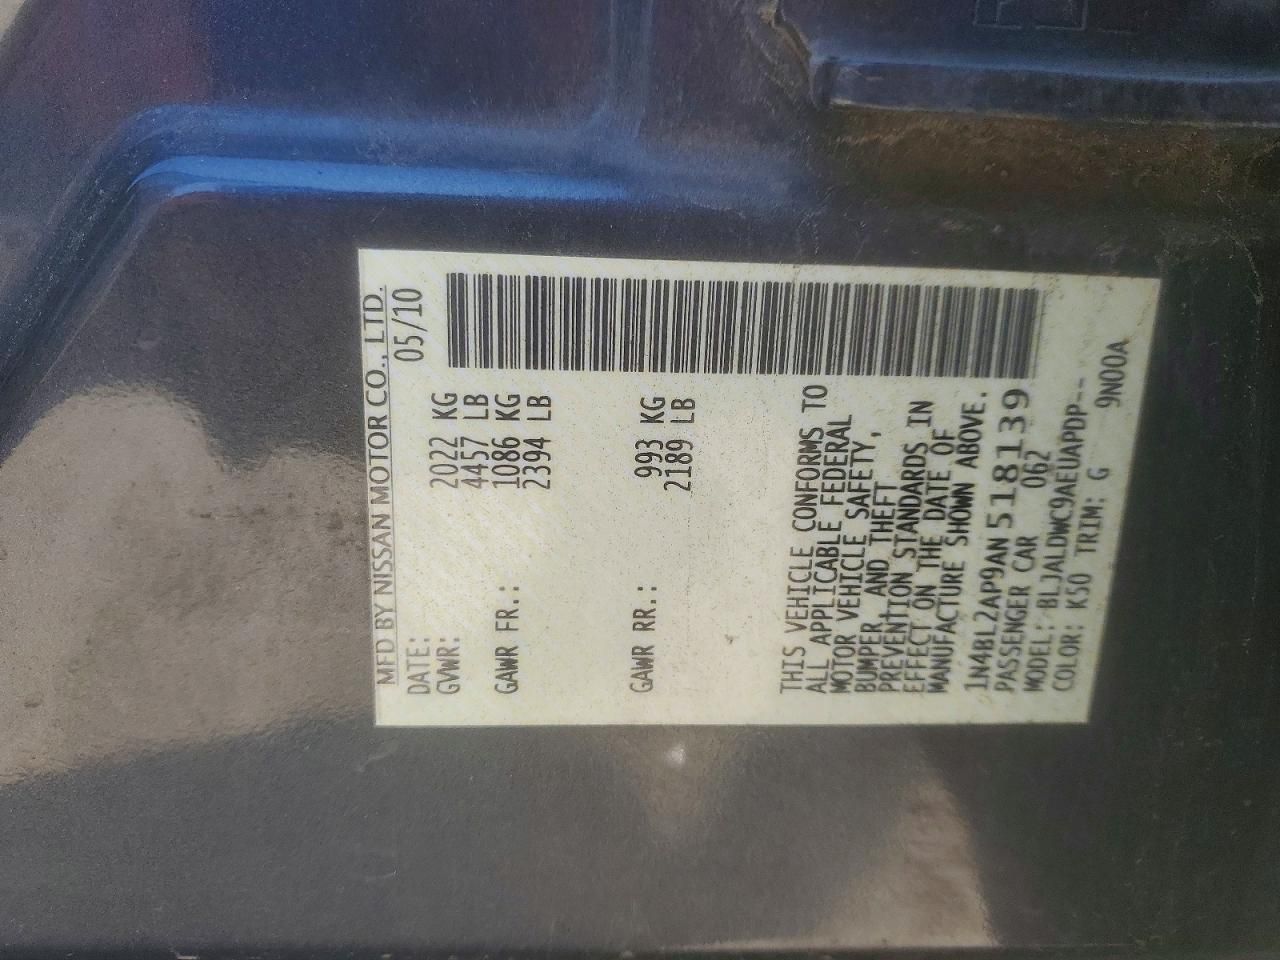 MFD BY NISSAN MOTOR CO., LTD.
DATE: 05/10
GVWR: 2022 KG
4457 LB
GAWR FR.: 1086 KG
2394 LB
GAWR RR.: 993 KG
2189 LB
THIS VEHICLE CONFORMS TO
ALL APPLICABLE FEDERAL
MOTOR VEHICLE SAFETY,
BUMPER, AND THEFT
PREVENTION STANDARDS IN
EFFECT ON THE DATE OF
MANUFACTURE SHOWN ABOVE.
1N4BL2AP9AN518139
PASSENGER CAR 062
MODEL: BLJALDWC9AEUAPDP--
COLOR: K50 TRIM: G 9N00A